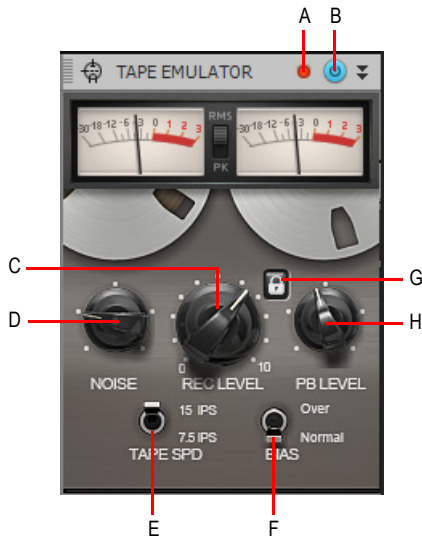 A B
TAPE EMULATOR
RMS
30 18 -12 -6 -3 0 1 2 3
30 18 -12 -6 -3 0 1 2 3
PK
C
G
D
H
0 10
NOISE REC LEVEL PB LEVEL
15 IPS Over
7.5 IPS Normal
TAPE SPD BIAS
E F